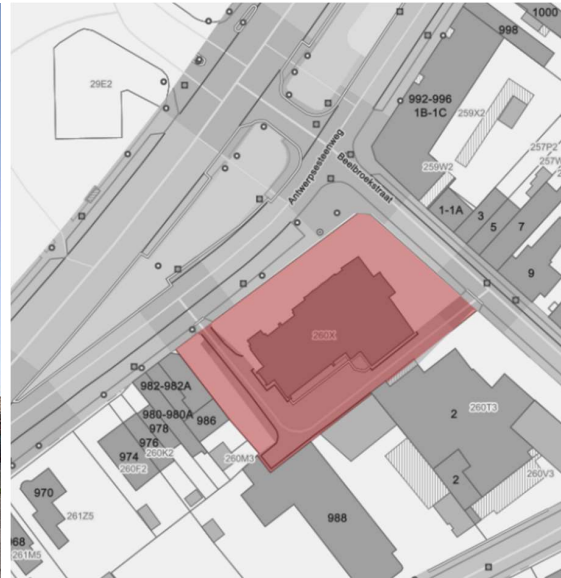 1000
998
29E2
992-996
1B-1C
259X2
257P2
257W
259W2
Antwerpsesteenweg
Beelbroekstraat
1-1A
3
5
7
9
260X
982-982A
980-980A
986
978
976
974
260K2
260F2
260M3
2
260T3
2
260V3
970
261Z5
988
968
261M5